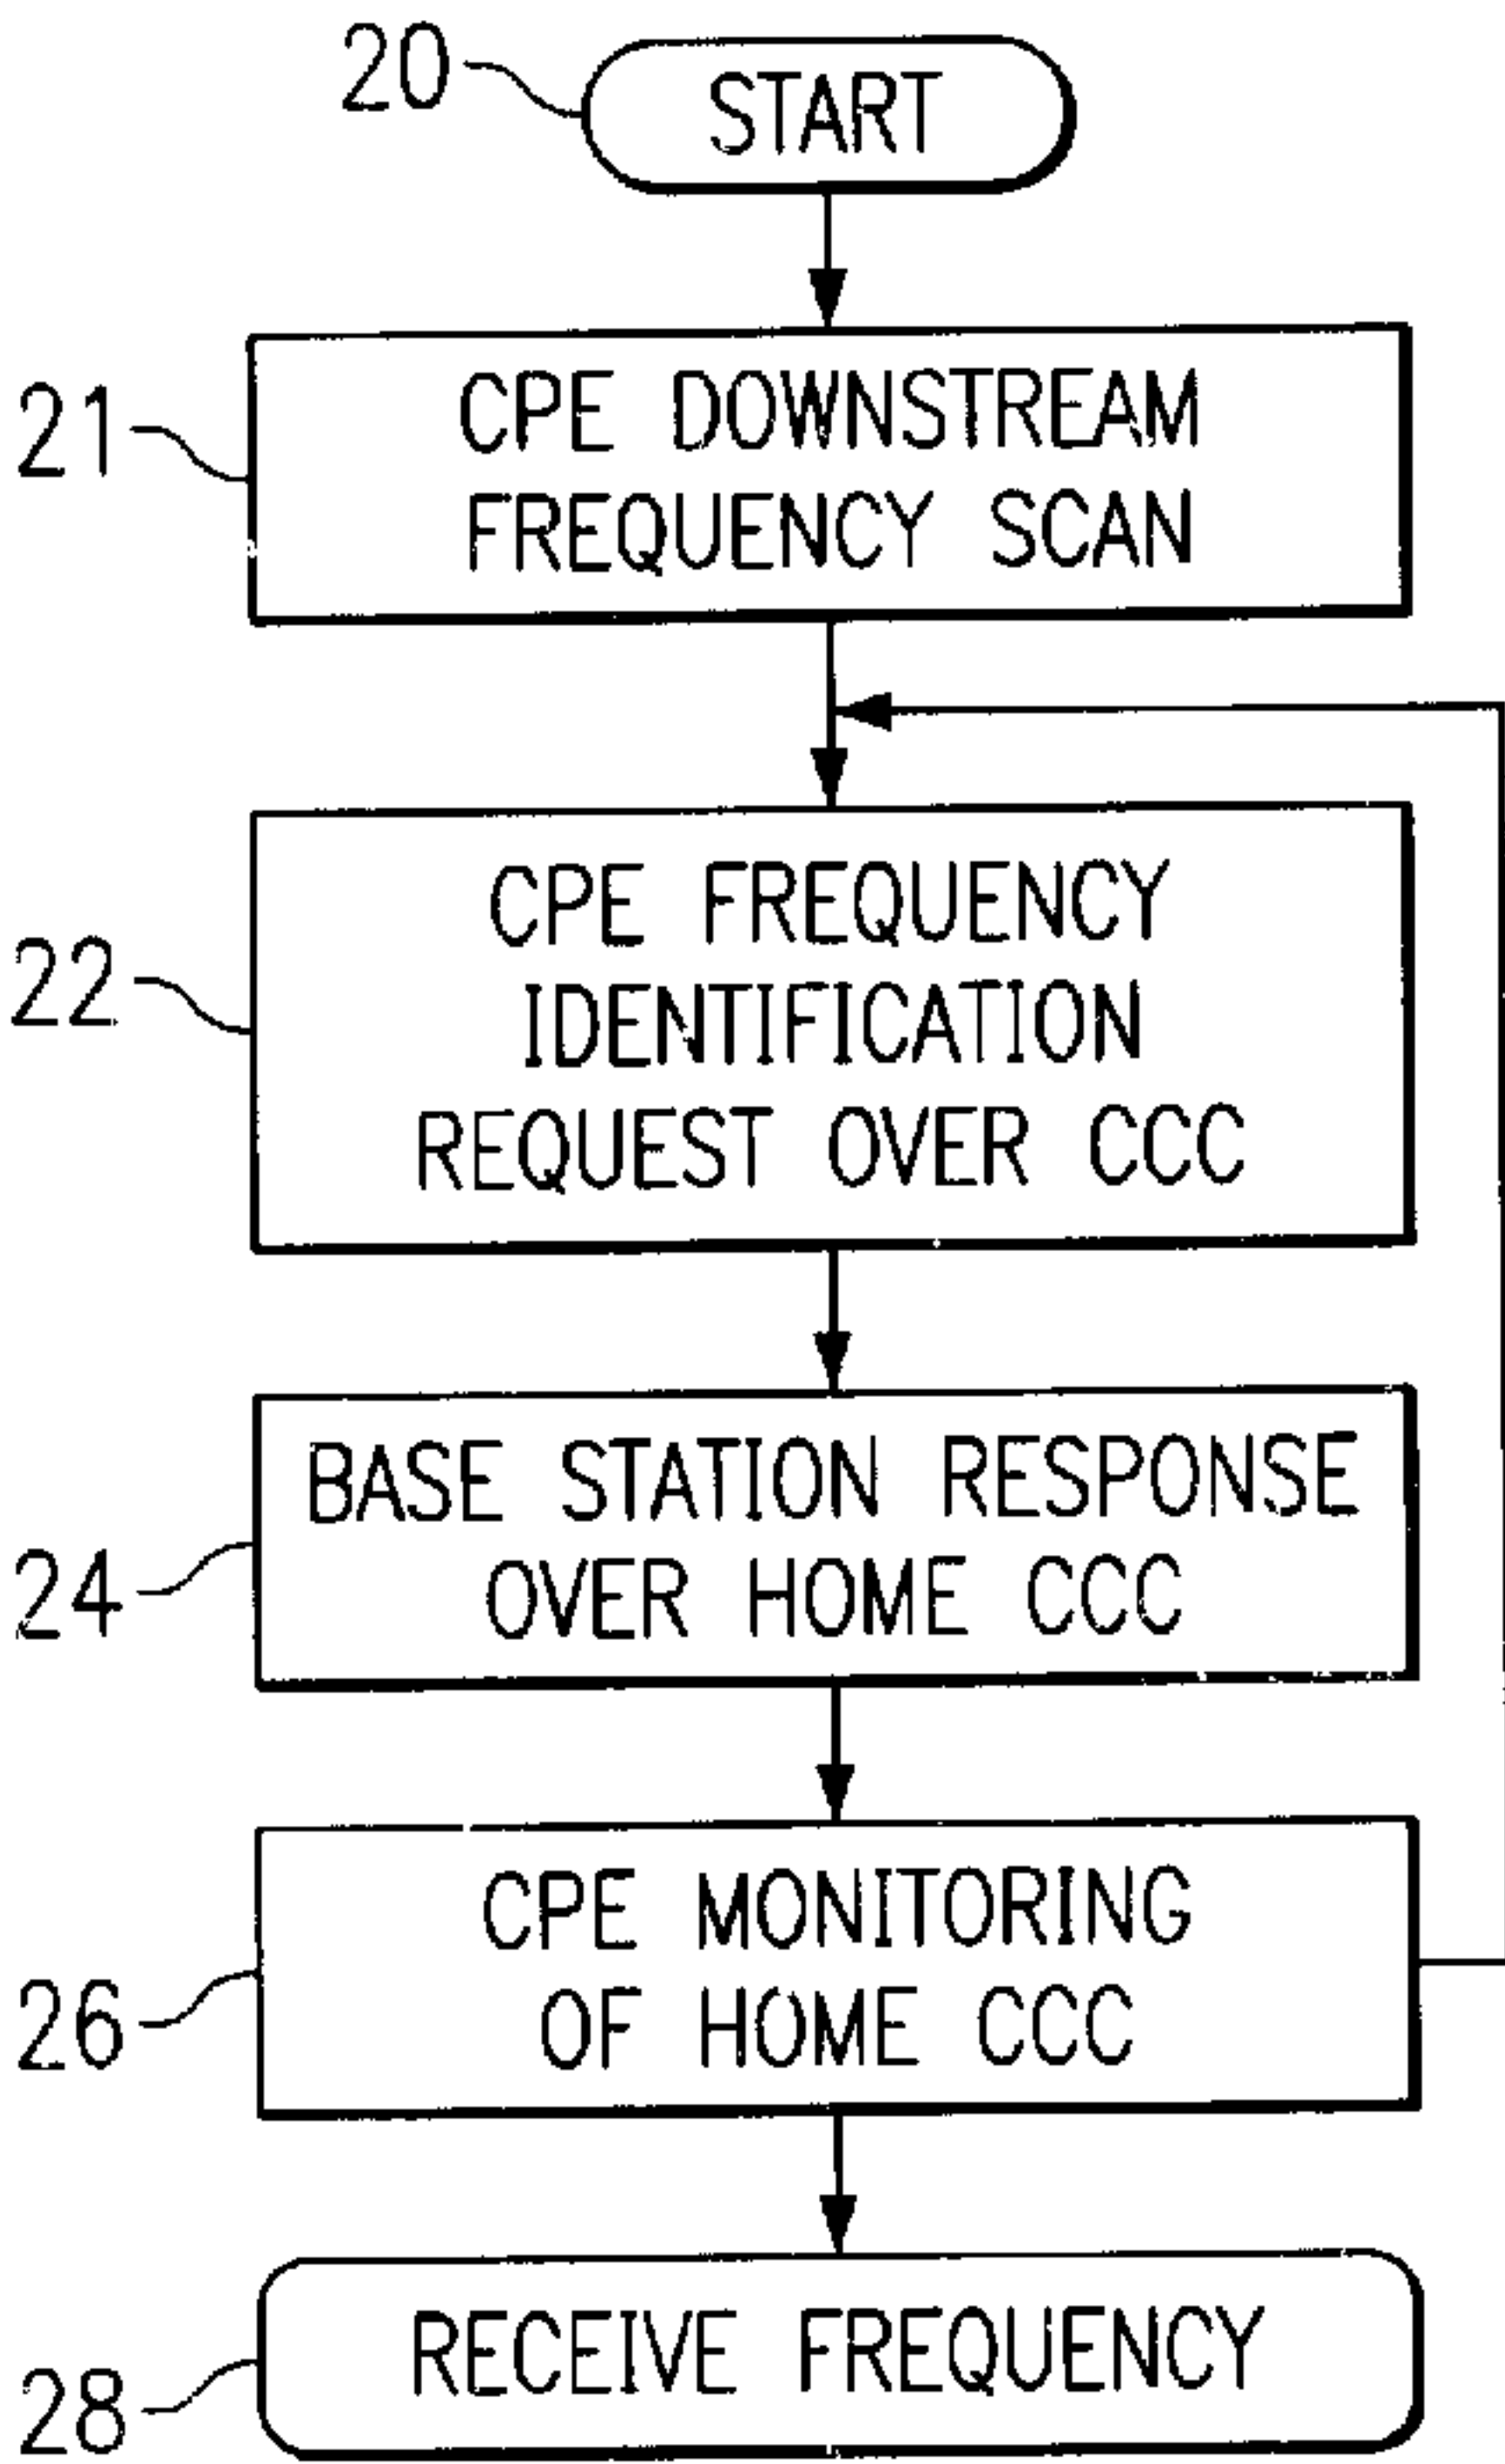 20
START
21
CPE DOWNSTREAM
FREQUENCY SCAN
22
CPE FREQUENCY
IDENTIFICATION
REQUEST OVER CCC
24
BASE STATION RESPONSE
OVER HOME CCC
26
CPE MONITORING
OF HOME CCC
28
RECEIVE FREQUENCY